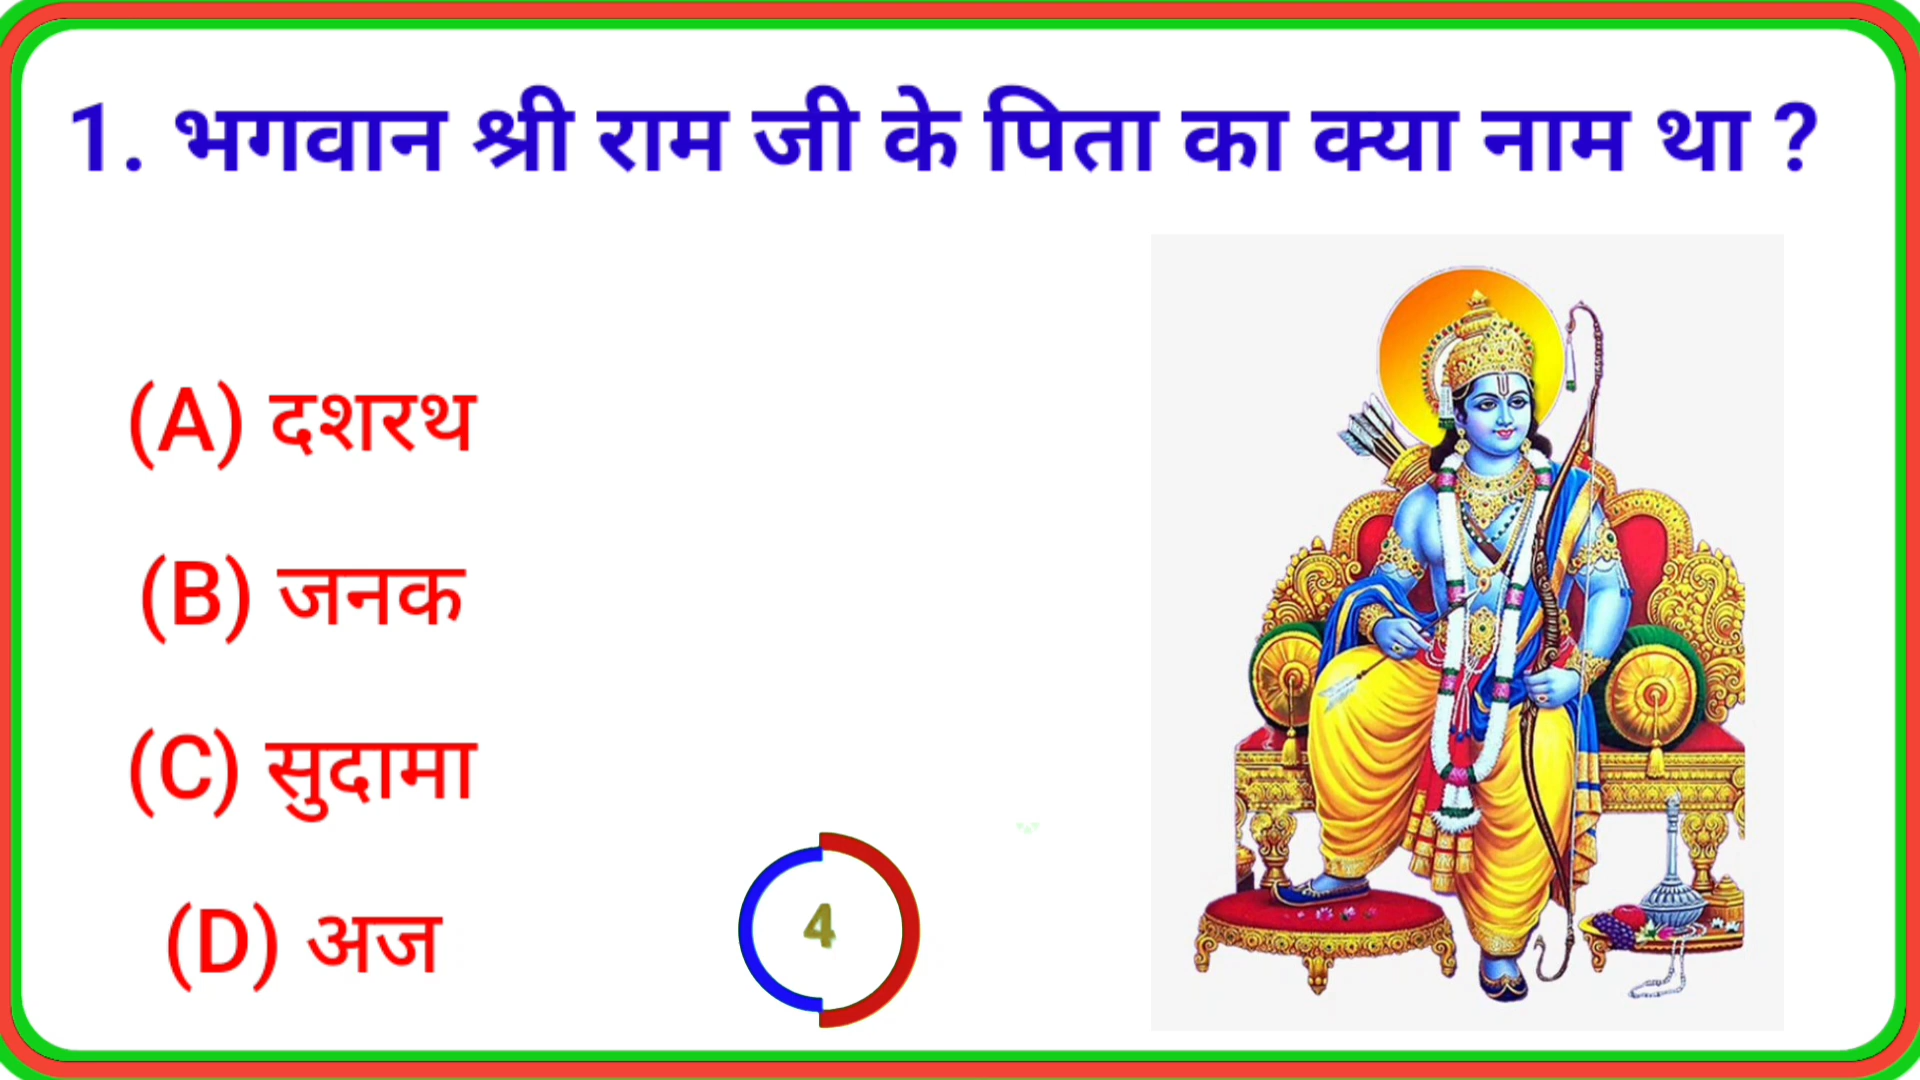 1. भगवान श्री राम जी के पिता का क्या नाम था ?
(A) दशरथ
(B) जनक
(C) सुदामा
(D) अज
4